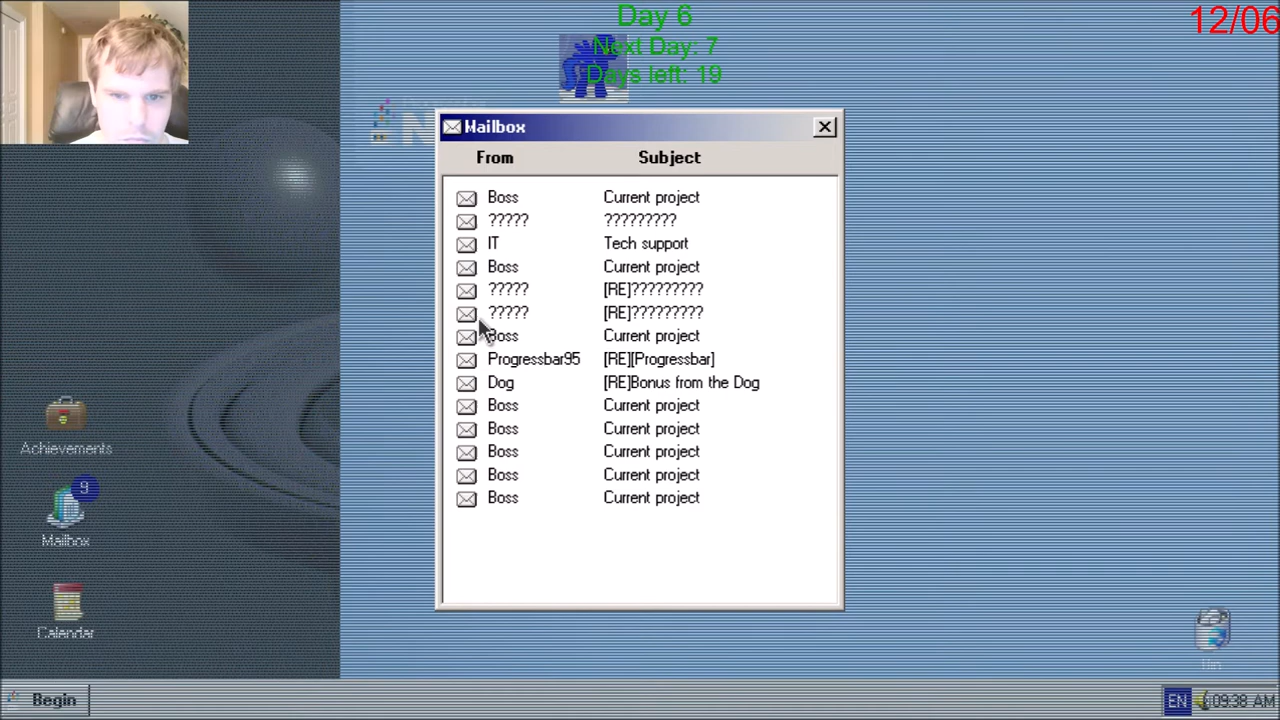 Day 6
12/06
Next Day: 7
Days left: 19
Mailbox
From Subject
Boss Current project
????? ?????????
IT Tech support
Boss Current project
????? [RE]?????????
????? [RE]?????????
Boss Current project
Progressbar95 [RE][Progressbar]
Dog [RE]Bonus from the Dog
Boss Current project
Boss Current project
Boss Current project
Boss Current project
Boss Current project
Achievements
9
Mailbox
Calendar
Bin
Begin
EN 09:38 AM